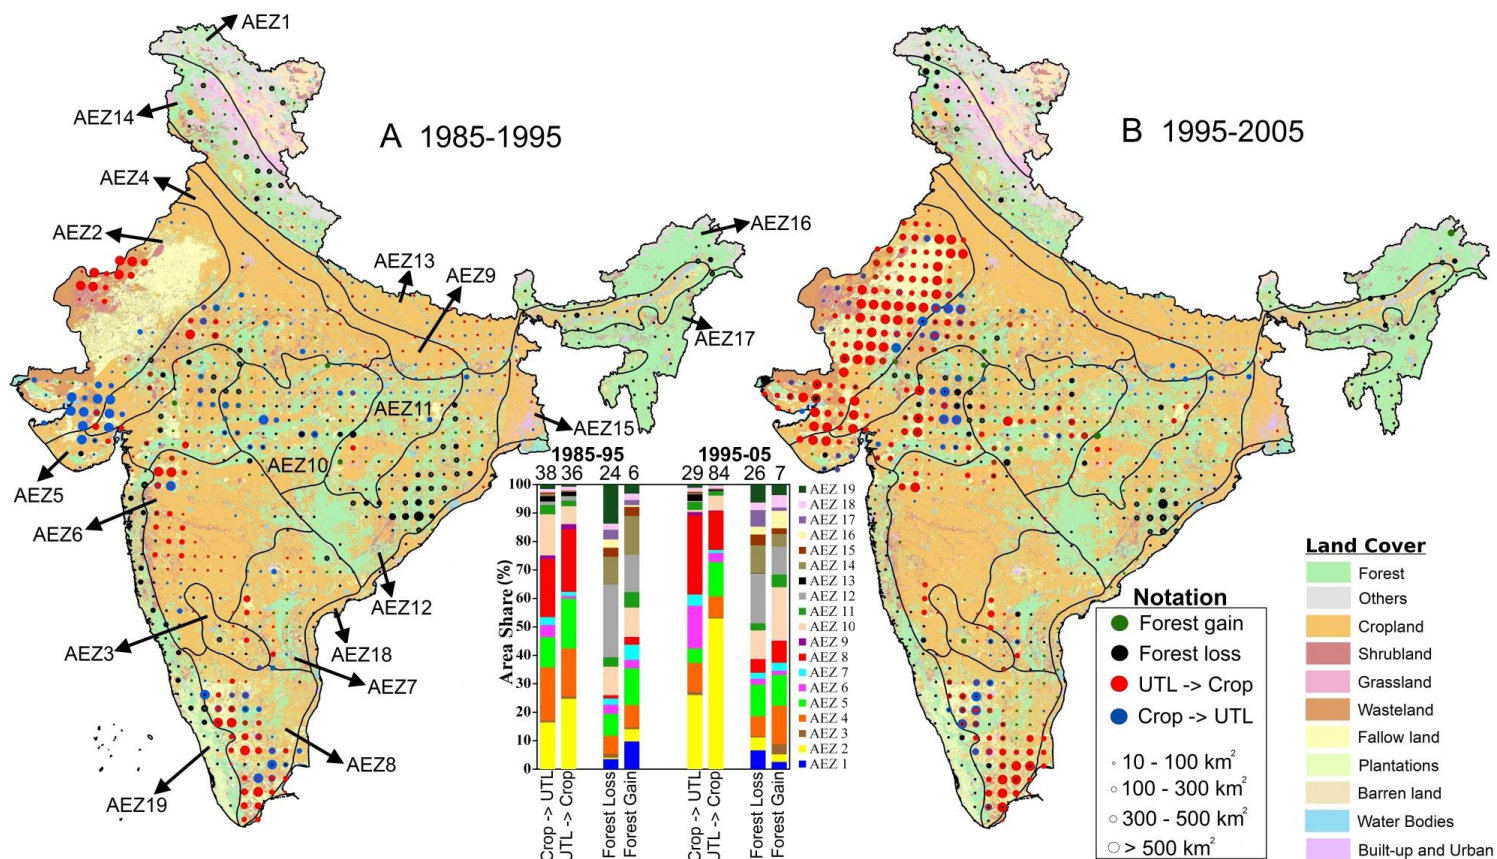 AEZ1
AEZ14
A 1985-1995
B 1995-2005
AEZ4
AEZ2
AEZ16
AEZ13
AEZ9
AEZ17
AEZ11
AEZ15
AEZ10
AEZ5
AEZ6
AEZ12
AEZ3
AEZ18
AEZ7
AEZ8
AEZ19
1985-95 1995-05
38 36 24 6 29 84 26 7
Area Share (%)
100
90
80
70
60
50
40
30
20
10
0
Crop -> UTL
UTL -> Crop
Forest Loss
Forest Gain
Crop -> UTL
UTL -> Crop
Forest Loss
Forest Gain
AEZ 19
AEZ 18
AEZ 17
AEZ 16
AEZ 15
AEZ 14
AEZ 13
AEZ 12
AEZ 11
AEZ 10
AEZ 9
AEZ 8
AEZ 7
AEZ 6
AEZ 5
AEZ 4
AEZ 3
AEZ 2
AEZ 1
Notation
Forest gain
Forest loss
UTL -> Crop
Crop -> UTL
10 - 100 km²
100 - 300 km²
300 - 500 km²
> 500 km²
Land Cover
Forest
Others
Cropland
Shrubland
Grassland
Wasteland
Fallow land
Plantations
Barren land
Water Bodies
Built-up and Urban